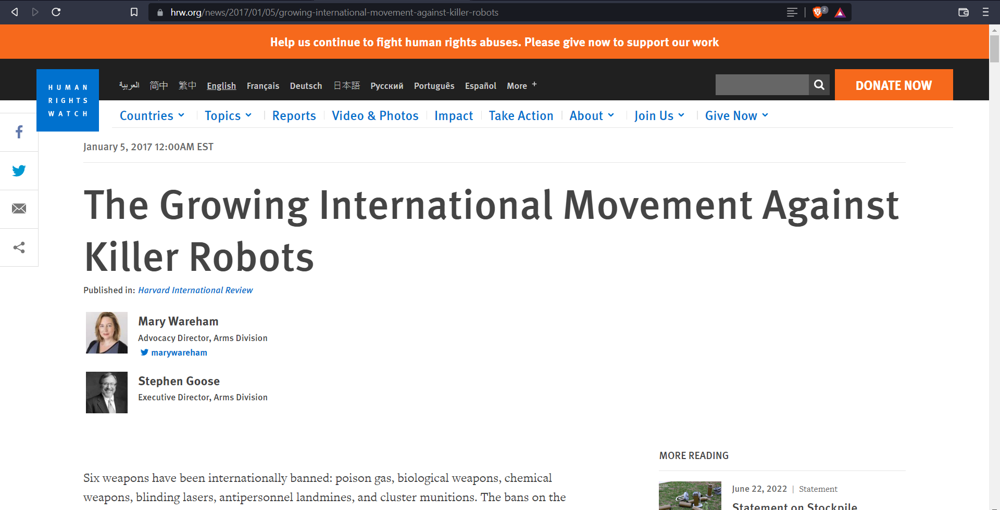 hrw.org/news/2017/01/05/growing-international-movement-against-killer-robots
2
Help us continue to fight human rights abuses. Please give now to support our work
HUMAN
RIGHTS
WATCH
العربية 简中 繁中 English Français Deutsch 日本語 Русский Português Español More +
DONATE NOW
Countries Topics Reports Video & Photos Impact Take Action About Join Us Give Now
January 5, 2017 12:00AM EST
The Growing International Movement Against
Killer Robots
Published in: Harvard International Review
Mary Wareham
Advocacy Director, Arms Division
marywareham
Stephen Goose
Executive Director, Arms Division
Six weapons have been internationally banned: poison gas, biological weapons, chemical
weapons, blinding lasers, antipersonnel landmines, and cluster munitions. The bans on the
MORE READING
June 22, 2022 | Statement
Statement on Stockpile